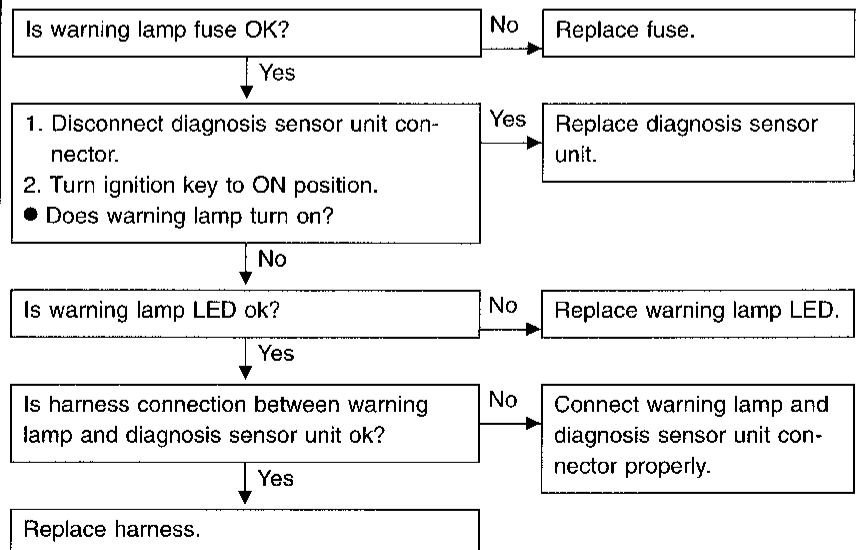 Is warning lamp fuse OK?
No
Replace fuse.
Yes
1. Disconnect diagnosis sensor unit con-
nector.
2. Turn ignition key to ON position.
● Does warning lamp turn on?
Yes
Replace diagnosis sensor
unit.
No
Is warning lamp LED ok?
No
Replace warning lamp LED.
Yes
Is harness connection between warning
lamp and diagnosis sensor unit ok?
No
Connect warning lamp and
diagnosis sensor unit con-
nector properly.
Yes
Replace harness.